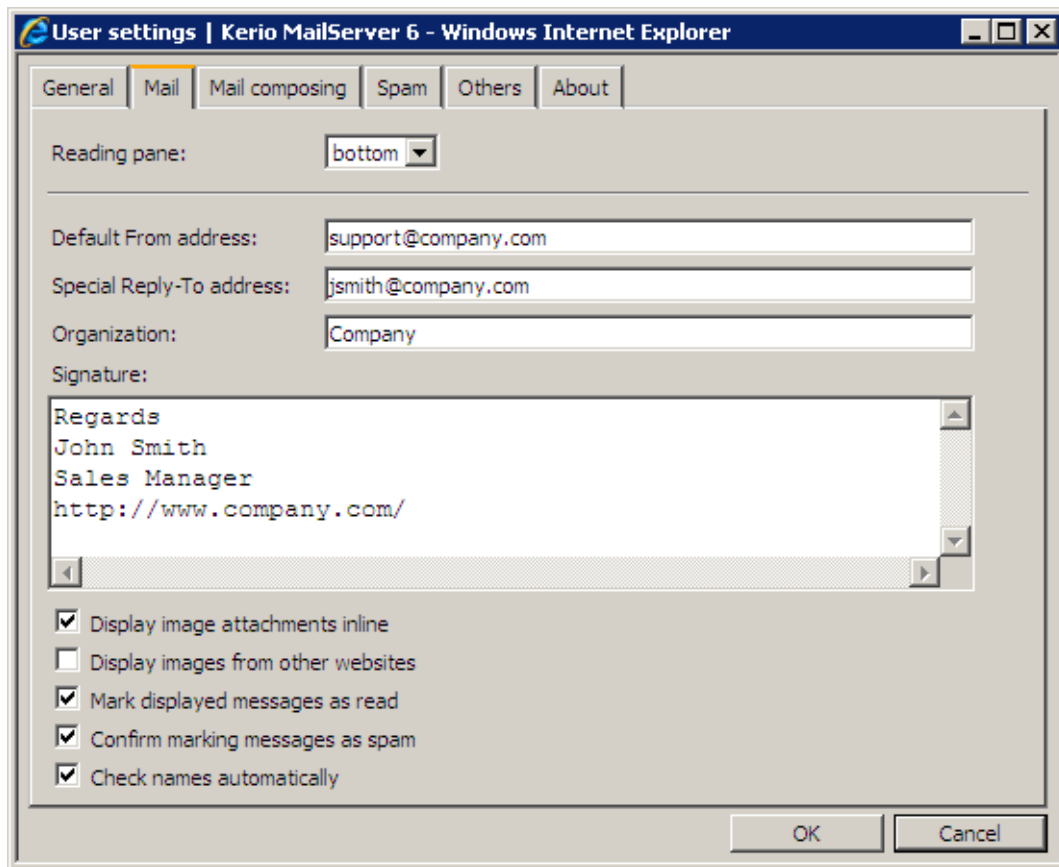 User settings | Kerio MailServer 6 - Windows Internet Explorer
General Mail Mail composing Spam Others About
Reading pane: bottom
Default From address: support@company.com
Special Reply-To address: jsmith@company.com
Organization: Company
Signature:
Regards
John Smith
Sales Manager
http://www.company.com/
Display image attachments inline
Display images from other websites
Mark displayed messages as read
Confirm marking messages as spam
Check names automatically
OK Cancel